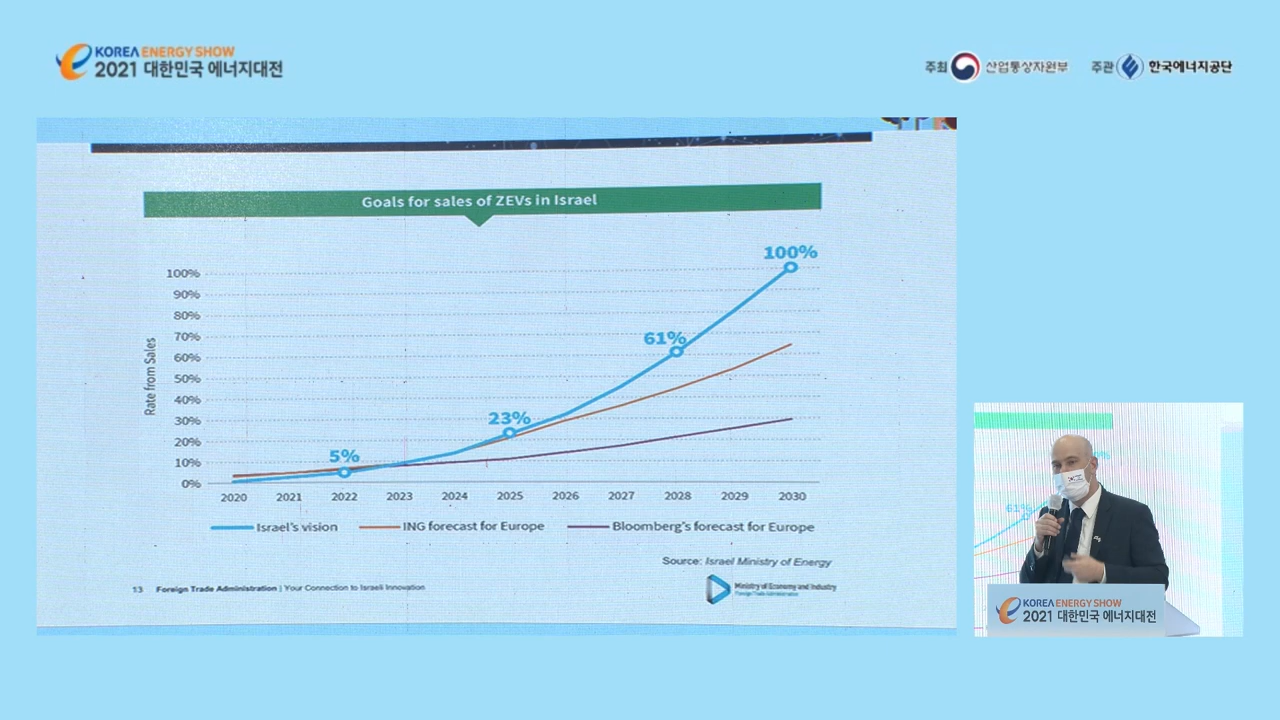 KOREA ENERGY SHOW
2021 대한민국 에너지대전
주최 산업통상자원부 주관 한국에너지공단
Goals for sales of ZEVs in Israel
100%
61%
23%
5%
Rate from Sales
100%
90%
80%
70%
60%
50%
40%
30%
20%
10%
0%
2020 2021 2022 2023 2024 2025 2026 2027 2028 2029 2030
Israel's vision ING forecast for Europe Bloomberg's forecast for Europe
Source: Israel Ministry of Energy
13 Foreign Trade Administration | Your Connection to Israeli Innovation
Ministry of Economy and Industry
Foreign Trade Administration
61%
KOREA ENERGY SHOW
2021 대한민국 에너지대전